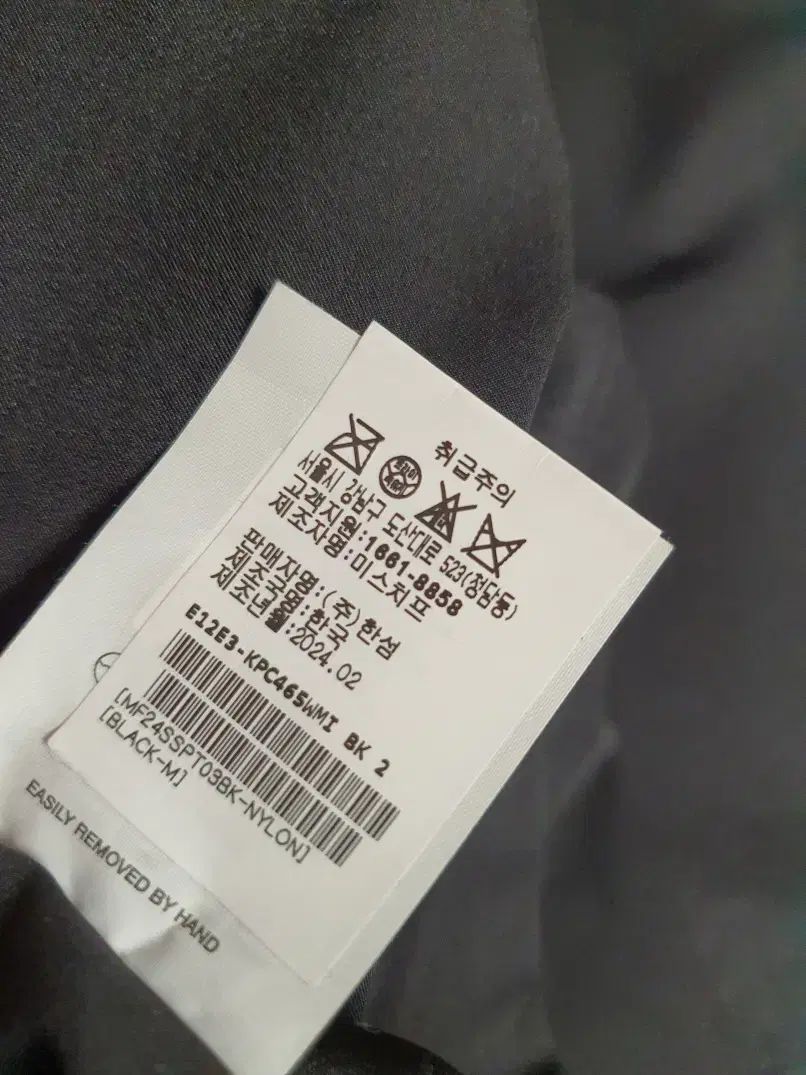 취급주의
서울시 강남구 도산대로 523(청담동)
고객지원:1661-8858
제조자명:미스치프
판매자명:(주)한섬
제조국명:한국
제조년월:2024.02
E12E3-KPC465WMI BK 2
[MF24SSPT03BK-NYLON]
[BLACK-M]
EASILY REMOVED BY HAND